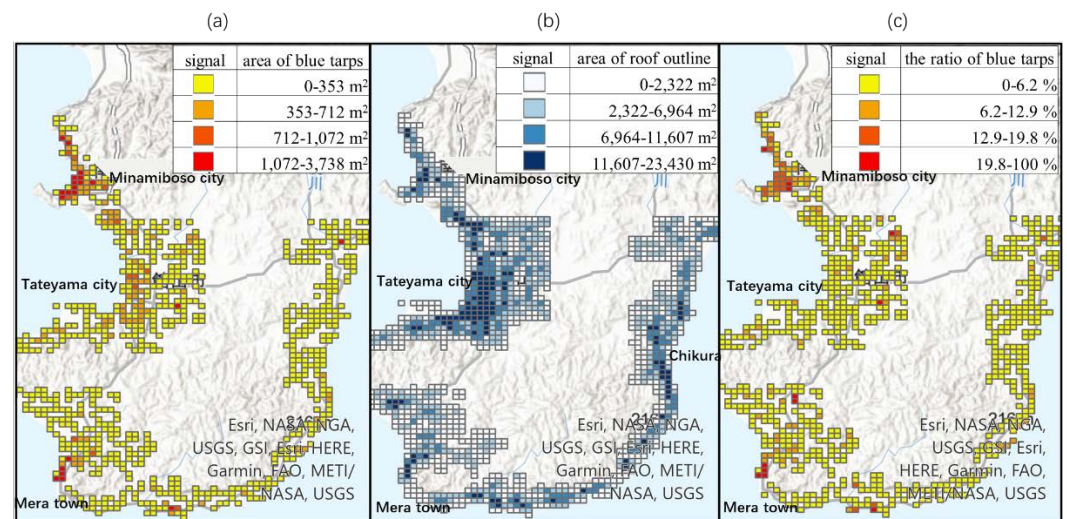 (a)
(b)
(c)
signal area of blue tarps
0-353 m²
353-712 m²
712-1,072 m²
1,072-3,738 m²
Minamiboso city
Tateyama city
Mera town
Esri, NASA, NGA,
USGS, GSI, Esri, HERE,
Garmin, FAO, METI/
NASA, USGS
signal area of roof outline
0-2,322 m²
2,322-6,964 m²
6,964-11,607 m²
11,607-23,430 m²
Minamiboso city
Tateyama city
Chikura
216
Mera town
Esri, NASA, NGA,
USGS, GSI, Esri, HERE,
Garmin, FAO, METI/
NASA, USGS
signal the ratio of blue tarps
0-6.2 %
6.2-12.9 %
12.9-19.8 %
19.8-100 %
Minamiboso city
Tateyama city
216
Mera town
Esri, NASA, NGA,
USGS, GSI, Esri,
HERE, Garmin, FAO,
METI/NASA, USGS